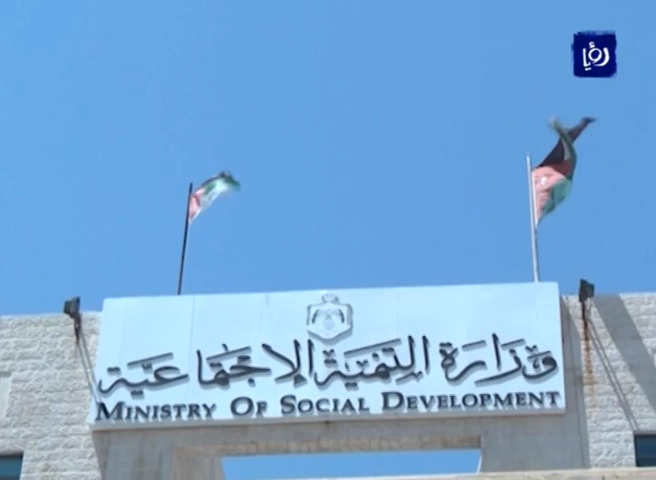 رؤيا
وزارة التنمية الاجتماعية
MINISTRY OF SOCIAL DEVELOPMENT